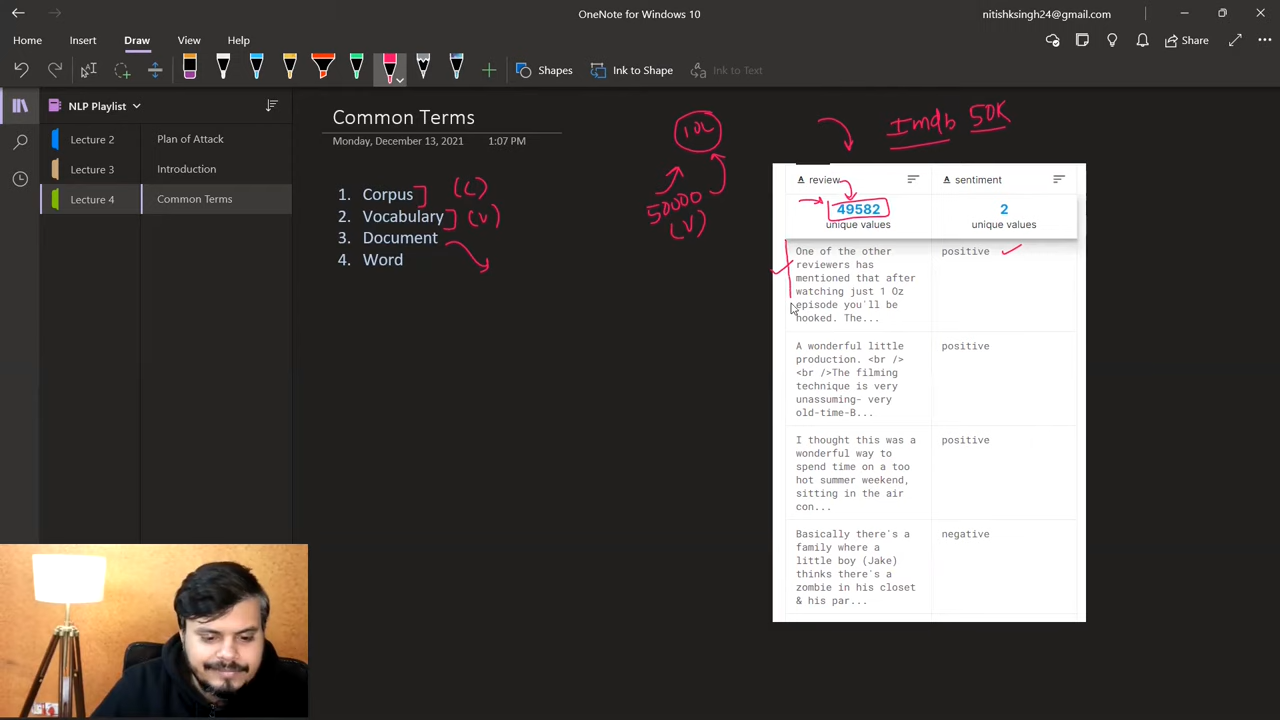 OneNote for Windows 10
nitishksingh24@gmail.com
Home Insert Draw View Help
Share
Shapes
Ink to Shape
Ink to Text
NLP Playlist
Lecture 2
Lecture 3
Lecture 4
Plan of Attack
Introduction
Common Terms
Common Terms
Monday, December 13, 2021 1:07 PM
1. Corpus ] (C)
2. Vocabulary ] (V)
3. Document
4. Word
50000
(V)
Imdb 50K
review
sentiment
49582
unique values
2
unique values
One of the other
reviewers has
mentioned that after
watching just 1 Oz
episode you'll be
hooked. The...
positive
A wonderful little
production. <br />
<br />The filming
technique is very
unassuming- very
old-time-B...
positive
I thought this was a
wonderful way to
spend time on a too
hot summer weekend,
sitting in the air
con...
positive
Basically there's a
family where a
little boy (Jake)
thinks there's a
zombie in his closet
& his par...
negative